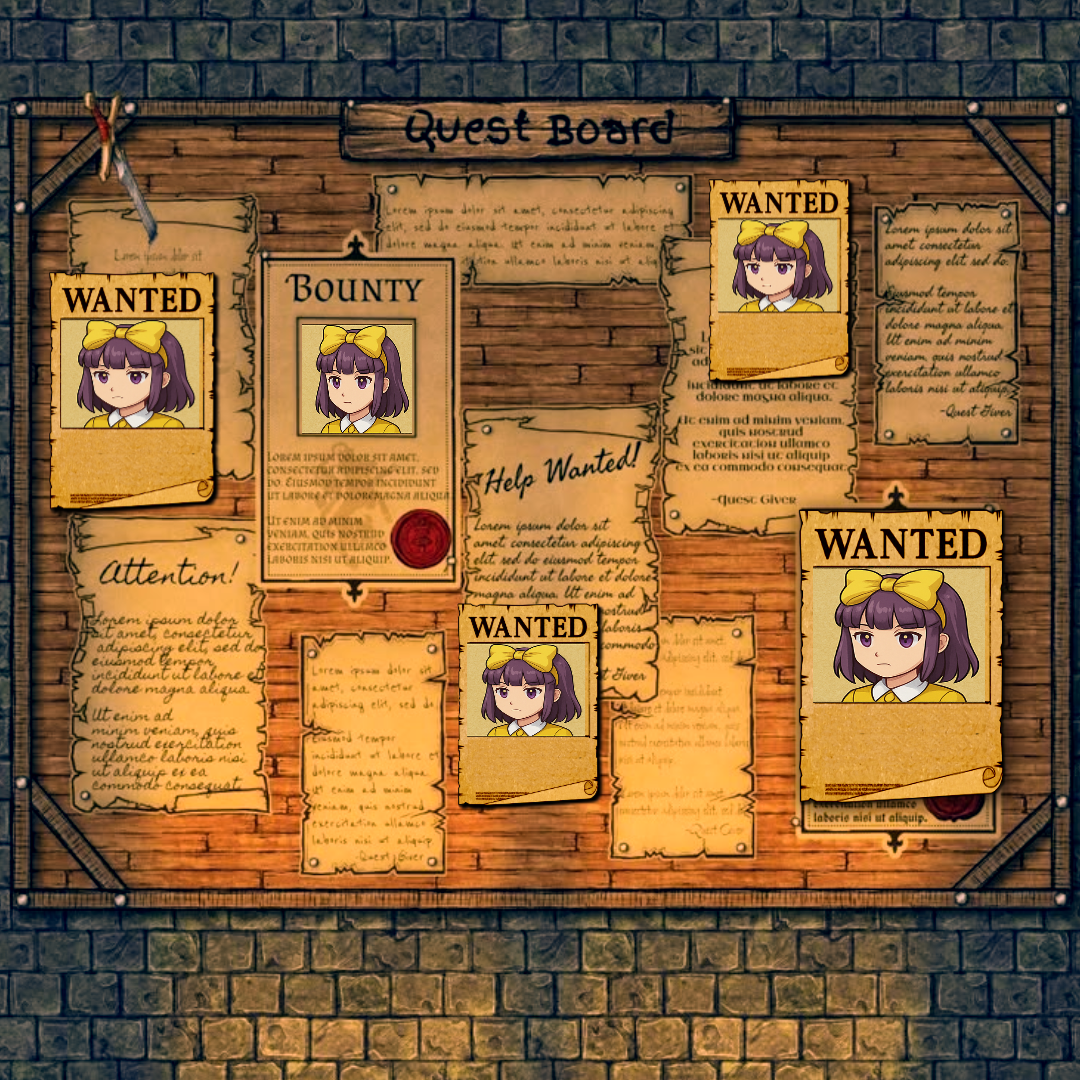 Quest Board
Lorem ipsum dolor sit
WANTED
BOUNTY
LOREM IPSUM DOLOR SIT AMET,
CONSECTETUR ADIPISCING ELIT, SED
DO. EIUSMOD TEMPOR INCIDIDUNT
UT LABORE ET DOLOREMAGNA ALIQUA
UT ENIM AD MINIM
VENIAM, QUIS NOSTRUD
EXERCITATION ULLAMCO
LABORIS NISI UT ALIQUIP.
Lorem ipsum dolor sit amet, consectetur adipiscing
elit, sed do eiusmod tempor incididunt ut labore et
dolore magna aliqua. Ut enim ad minim veniam,
ullamco laboris nisi ut aliq
WANTED
dolore magna aliqua.
Ut enim ad minim veniam,
quis nostrud
exercitation ullamco
laboris nisi ut aliquip
ex ea commodo consequat.
~Quest Giver
Lorem ipsum dolor sit
amet consectetur
adipiscing elit sed do.
Eiusmod tempor
incididunt ut labore et
dolore magna aliqua.
Ut enim ad minim
veniam, quis nostrud
exercitation ullamco
laboris nisi ut aliquip.
~Quest Giver
Attention!
Lorem ipsum dolor
sit amet, consectetur
adipiscing elit, sed do
eiusmod tempor
incididunt ut labore et
dolore magna aliqua
Ut enim ad
minim veniam, quis
nostrud exercitation
ullamco laboris nisi
ut aliquip ex ea
commodo consequat.
Help Wanted!
Lorem ipsum dolor sit
amet, consectetur adipiscing
elit, sed do eiusmod tempor
incididunt ut labore et dolore
magna aliqua. Ut enim ad
nostrud
laboris
commodo
Giver
Lorem ipsum dolor sit
amet, consectetur
adipiscing elit, sed do.
Eiusmod tempor
incididunt ut labore et
dolore magna aliqua.
Ut enim ad minim
veniam, quis nostrud
exercitation ullamco
laboris nisi ut aliquip.
~Quest Giver
WANTED
WANTED
exercitation ullamco
laboris nisi ut aliquip.